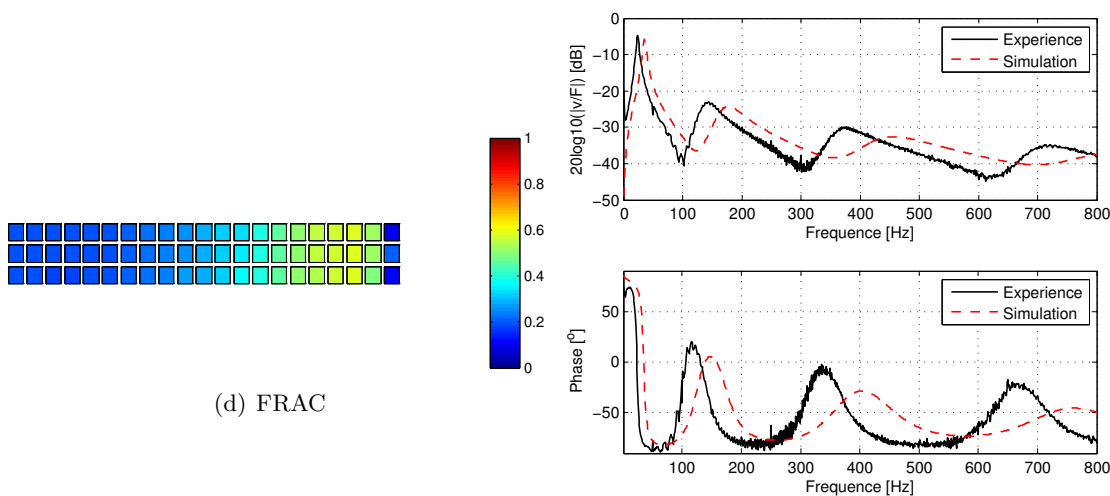 1
0.8
0.6
0.4
0.2
0
(d) FRAC
20log10(|v/F|) [dB]
0
−10
−20
−30
−40
−50
0 100 200 300 400 500 600 700 800
Frequence [Hz]
Experience
Simulation
Phase [°]
50
0
−50
100 200 300 400 500 600 700 800
Frequence [Hz]
Experience
Simulation